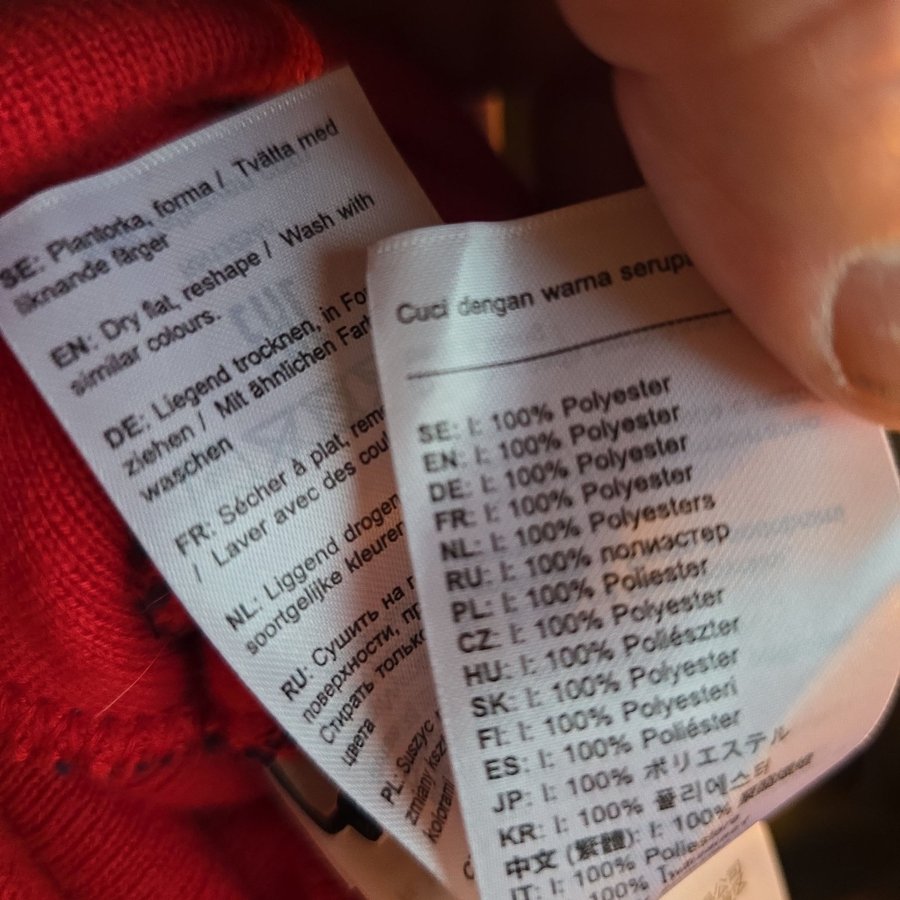 SE: Plantorka, forma / Tvätta med
liknande färger
EN: Dry flat, reshape / Wash with
similar colours.
DE: Liegend trocknen, in
ziehen / Mit ähnlichen
waschen
FR: Sécher à plat,
/ Laver avec des
NL: Liggend drogen
soortgelijke kleuren
RU: Сушить на
поверхности,
Стирать только
цвета
PL: Suszyć
zmiany
Cuci dengan warna
SE: I: 100% Polyester
EN: I: 100% Polyester
DE: I: 100% Polyester
FR: I: 100% Polyester
NL: I: 100% Polyesters
RU: I: 100% полиэстер
PL: I: 100% Poliester
CZ: I: 100% Polyester
HU: I: 100% Poliészter
SK: I: 100% Polyester
FI: I: 100% Polyesteri
ES: I: 100% Poliéster
JP: I: 100% ポリエステル
KR: I: 100% 폴리에스터
中文 (繁體): I: 100%
IT: I: 100%
100%